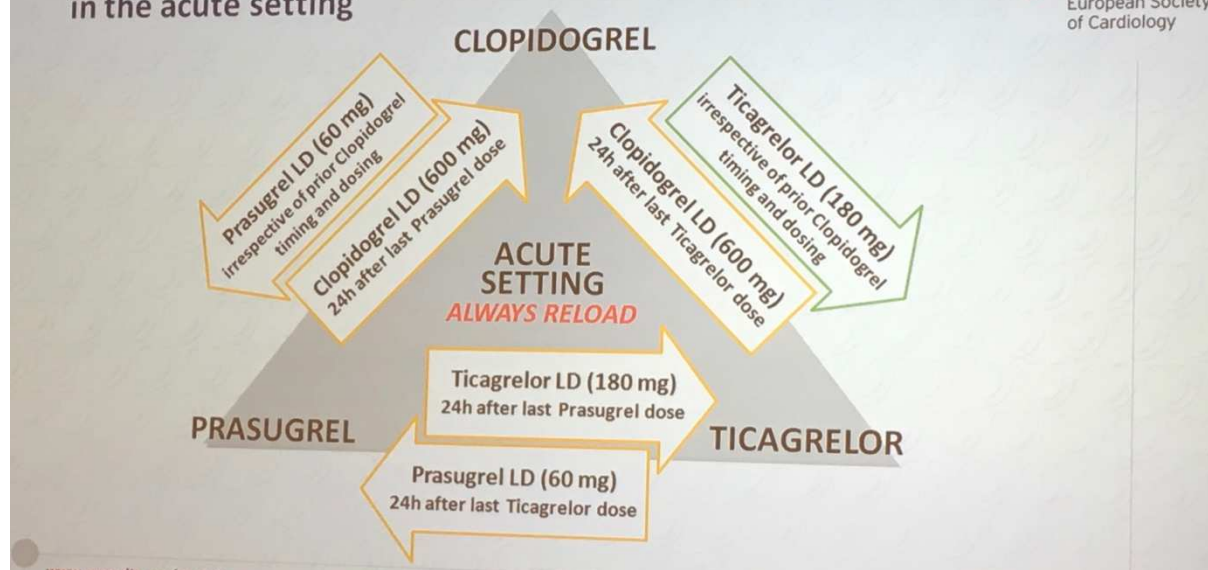 in the acute setting
European Society
of Cardiology
CLOPIDOGREL
Prasugrel LD (60 mg)
irrespective of prior Clopidogrel
timing and dosing
Clopidogrel LD (600 mg)
24h after last Prasugrel dose
Clopidogrel LD (600 mg)
24h after last Ticagrelor dose
Ticagrelor LD (180 mg)
irrespective of prior Clopidogrel
timing and dosing
ACUTE
SETTING
ALWAYS RELOAD
Ticagrelor LD (180 mg)
24h after last Prasugrel dose
PRASUGREL
TICAGRELOR
Prasugrel LD (60 mg)
24h after last Ticagrelor dose